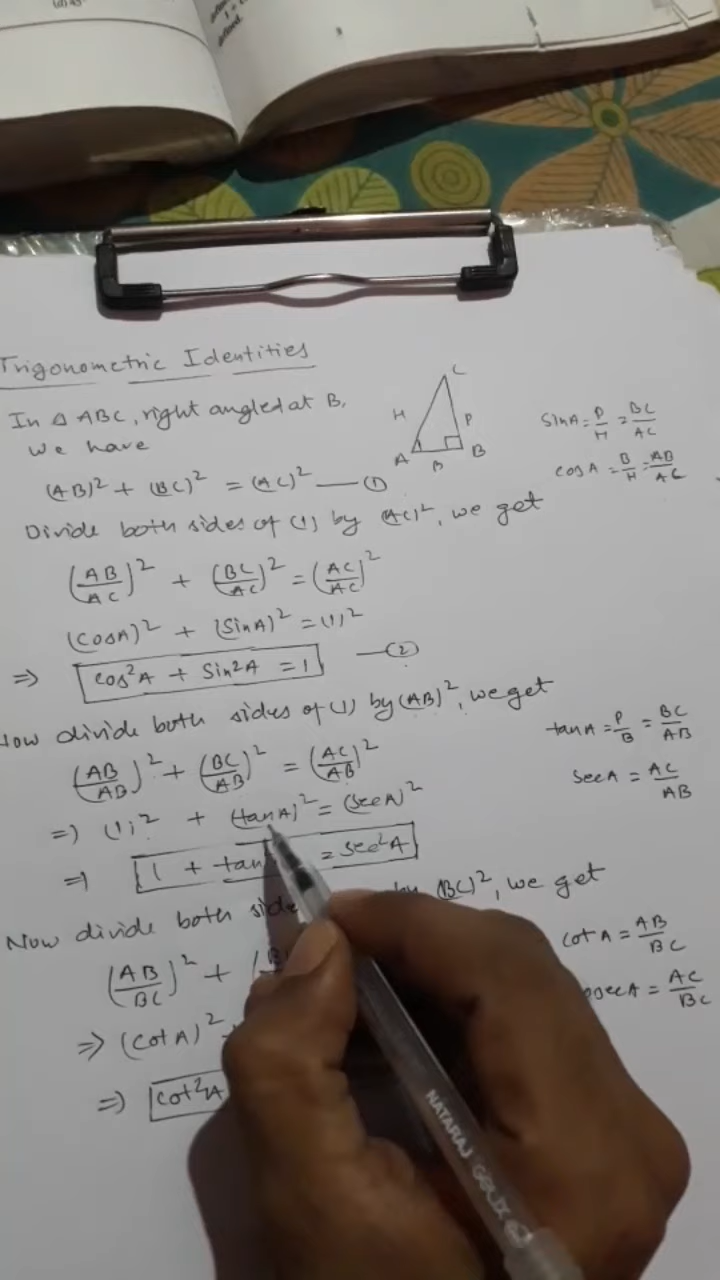 Trigonometric Identities
In △ ABC, right angled at B,
we have
(AB)² + (BC)² = (AC)² — (1)
C
H
P
A
B
B
SinA = P/H = BC/AC
cosA = B/H = AB/AC
Divide both sides of (1) by (AC)², we get
(AB/AC)² + (BC/AC)² = (AC/AC)²
(CosA)² + (SinA)² = (1)²
⇒ cos²A + Sin²A = 1 — (2)
Now divide both sides of (1) by (AB)², we get
(AB/AB)² + (BC/AB)² = (AC/AB)²
tanA = P/B = BC/AB
SecA = AC/AB
⇒ (1)² + (tanA)² = (SecA)²
⇒ 1 + tan = Sec²A
Now divide both (BC)², we get
(AB/BC)² + (
cotA = AB/BC
osecA = AC/BC
⇒ (CotA)²
⇒ Cot²A
NATARAJ GELIX